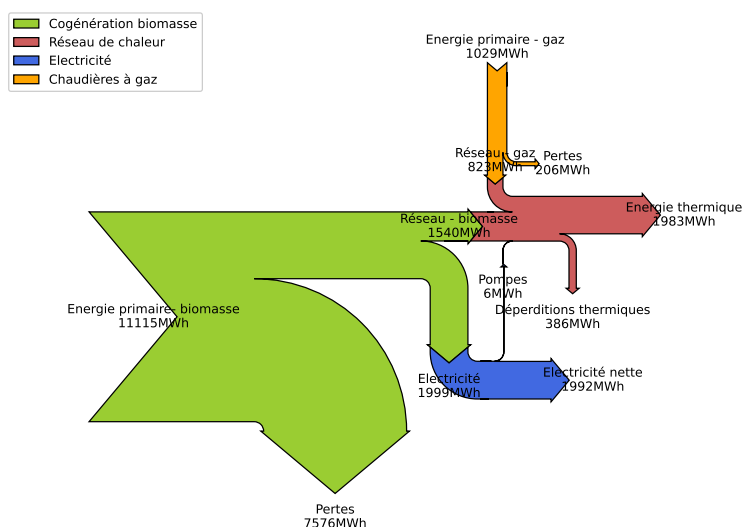 Cogénération biomasse
Réseau de chaleur
Electricité
Chaudières à gaz
Energie primaire - gaz
1029MWh
Réseau - gaz
823MWh
Pertes
206MWh
Energie thermique
1983MWh
Réseau - biomasse
1540MWh
Pompes
6MWh
Déperditions thermiques
386MWh
Energie primaire- biomasse
11115MWh
Electricité
1999MWh
Electricité nette
1992MWh
Pertes
7576MWh